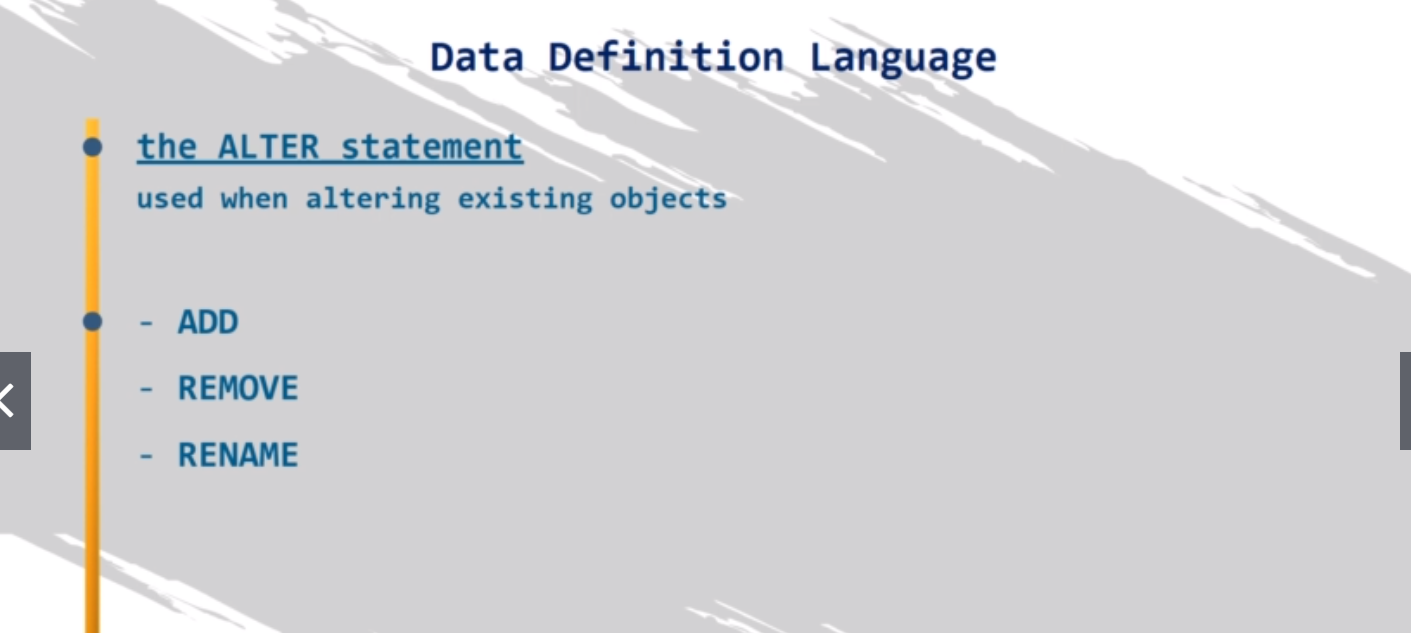 Data Definition Language
the ALTER statement
used when altering existing objects
- ADD
- REMOVE
- RENAME